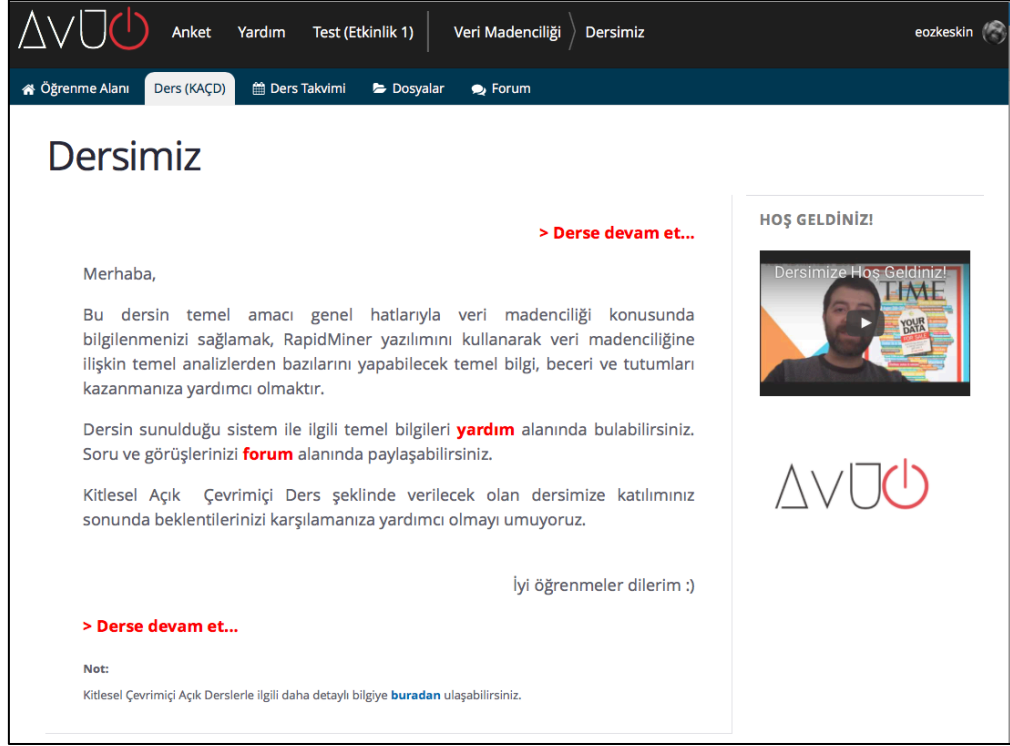 AVUO
Anket Yardım Test (Etkinlik 1) Veri Madenciliği Dersimiz eozkeskin
Öğrenme Alanı Ders (KAÇD) Ders Takvimi Dosyalar Forum
Dersimiz
> Derse devam et...
Merhaba,
Bu dersin temel amacı genel hatlarıyla veri madenciliği konusunda
bilgilenmenizi sağlamak, RapidMiner yazılımını kullanarak veri madenciliğine
ilişkin temel analizlerden bazılarını yapabilecek temel bilgi, beceri ve tutumları
kazanmanıza yardımcı olmaktır.
Dersin sunulduğu sistem ile ilgili temel bilgileri yardım alanında bulabilirsiniz.
Soru ve görüşlerinizi forum alanında paylaşabilirsiniz.
Kitlesel Açık Çevrimiçi Ders şeklinde verilecek olan dersimize katılımınız
sonunda beklentilerinizi karşılamanıza yardımcı olmayı umuyoruz.
İyi öğrenmeler dilerim :)
> Derse devam et...
Not:
Kitlesel Çevrimiçi Açık Derslerle ilgili daha detaylı bilgiye buradan ulaşabilirsiniz.
HOŞ GELDİNİZ!
Dersimize Hoş Geldiniz!
TIME
YOUR
DATA
FOR SALE
AVUO